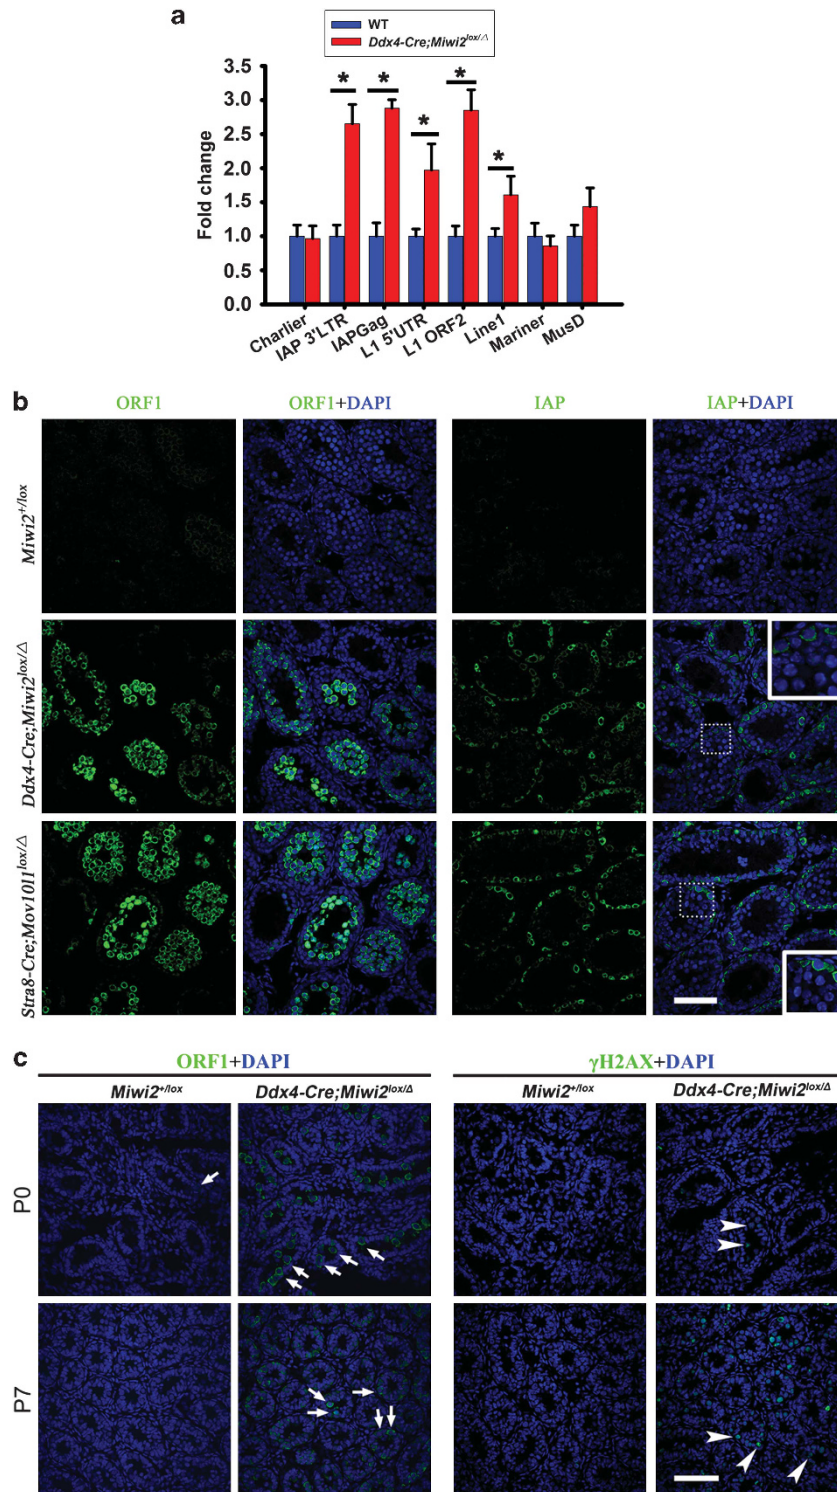 a
WT
Ddx4-Cre;Miwi2lox/Δ
3.5
3.0
2.5
2.0
1.5
1.0
0.5
0.0
Fold change
* * * * *
Charlier
IAP 3'LTR
IAPGag
L1 5'UTR
L1 ORF2
Line1
Mariner
MusD
b
ORF1 ORF1+DAPI IAP IAP+DAPI
Miwi2+/lox
Ddx4-Cre;Miwi2lox/△
Stra8-Cre;Mov10l1lox/△
c
ORF1+DAPI γH2AX+DAPI
Miwi2+/lox Ddx4-Cre;Miwi2lox/Δ Miwi2+/lox Ddx4-Cre;Miwi2lox/Δ
P0
P7